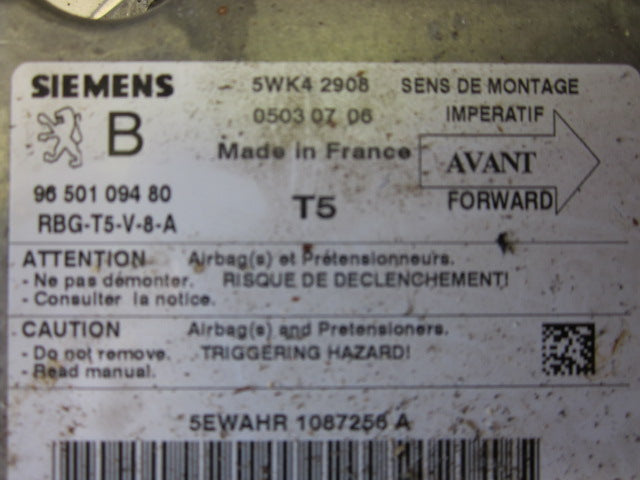 SIEMENS 5WK4 2908 SENS DE MONTAGE
B 0503 07 06 IMPERATIF
Made in France AVANT
96 501 094 80 T5 FORWARD
RBG-T5-V-8-A
ATTENTION Airbag(s) et Prétensionneurs.
- Ne pas démonter. RISQUE DE DECLENCHEMENT!
- Consulter la notice.
CAUTION Airbag(s) and Pretensioners.
- Do not remove. TRIGGERING HAZARD!
- Read manual.
5EWAHR 1087256 A